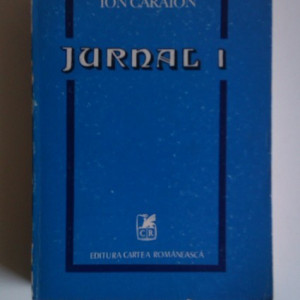 ION CARAION
JURNAL I
CR
EDITURA CARTEA ROMÂNEASCĂ